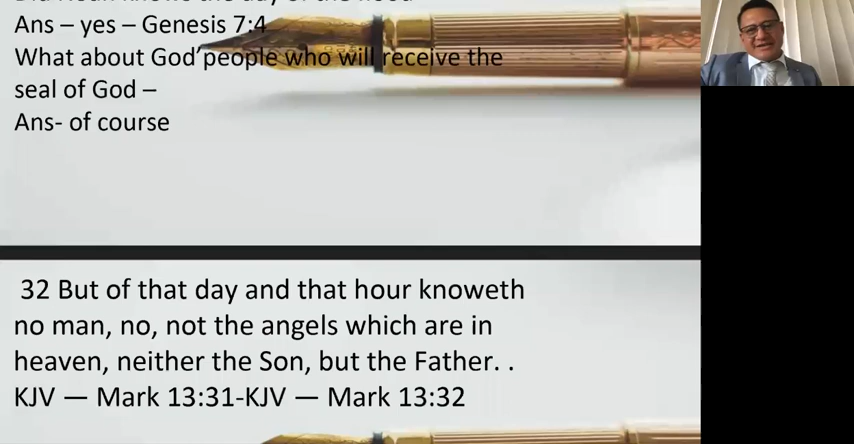 Ans – yes – Genesis 7:4
What about God’people who will receive the
seal of God –
Ans- of course
32 But of that day and that hour knoweth
no man, no, not the angels which are in
heaven, neither the Son, but the Father. .
KJV — Mark 13:31-KJV — Mark 13:32